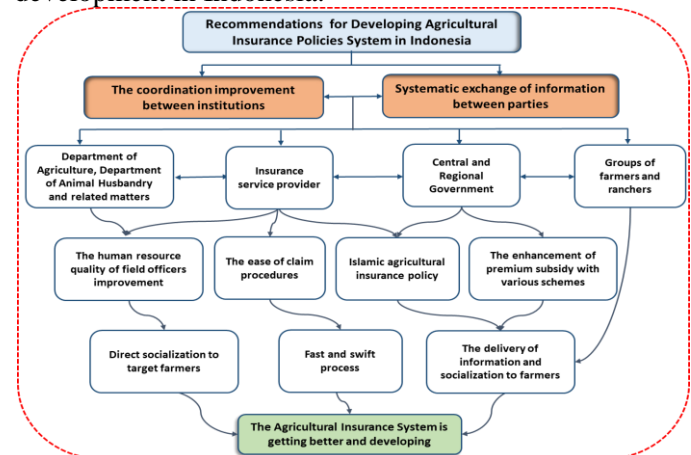 development in Indonesia.
Recommendations for Developing Agricultural
Insurance Policies System in Indonesia
The coordination improvement
between institutions
Systematic exchange of information
between parties
Department of
Agriculture, Department
of Animal Husbandry
and related matters
Insurance
service provider
Central and
Regional
Government
Groups of
farmers and
ranchers
The human resource
quality of field officers
improvement
The ease of claim
procedures
Islamic agricultural
insurance policy
The enhancement of
premium subsidy with
various schemes
Direct socialization to
target farmers
Fast and swift
process
The delivery of
information and
socialization to farmers
The Agricultural Insurance System is
getting better and developing